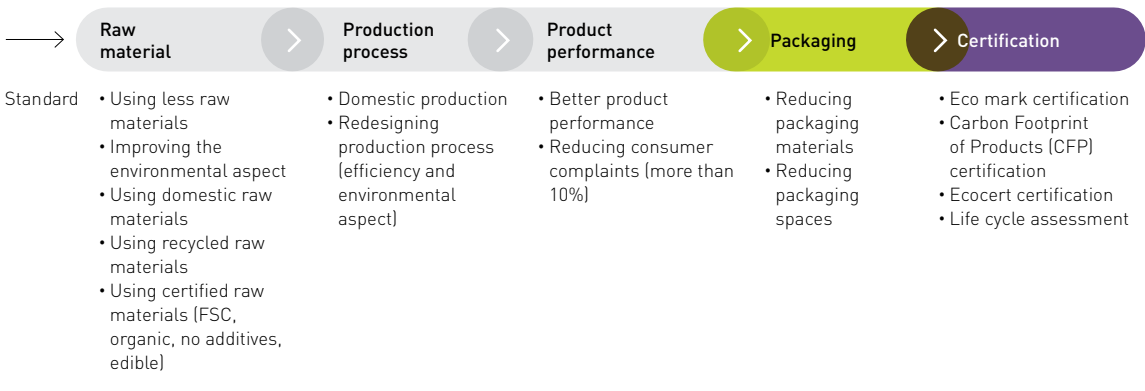 Raw
material
Production
process
Product
performance
Packaging
Certification
Standard
• Using less raw
materials
• Improving the
environmental aspect
• Using domestic raw
materials
• Using recycled raw
materials
• Using certified raw
materials (FSC,
organic, no additives,
edible)
• Domestic production
• Redesigning
production process
(efficiency and
environmental
aspect)
• Better product
performance
• Reducing consumer
complaints (more than
10%)
• Reducing
packaging
materials
• Reducing
packaging
spaces
• Eco mark certification
• Carbon Footprint
of Products (CFP)
certification
• Ecocert certification
• Life cycle assessment